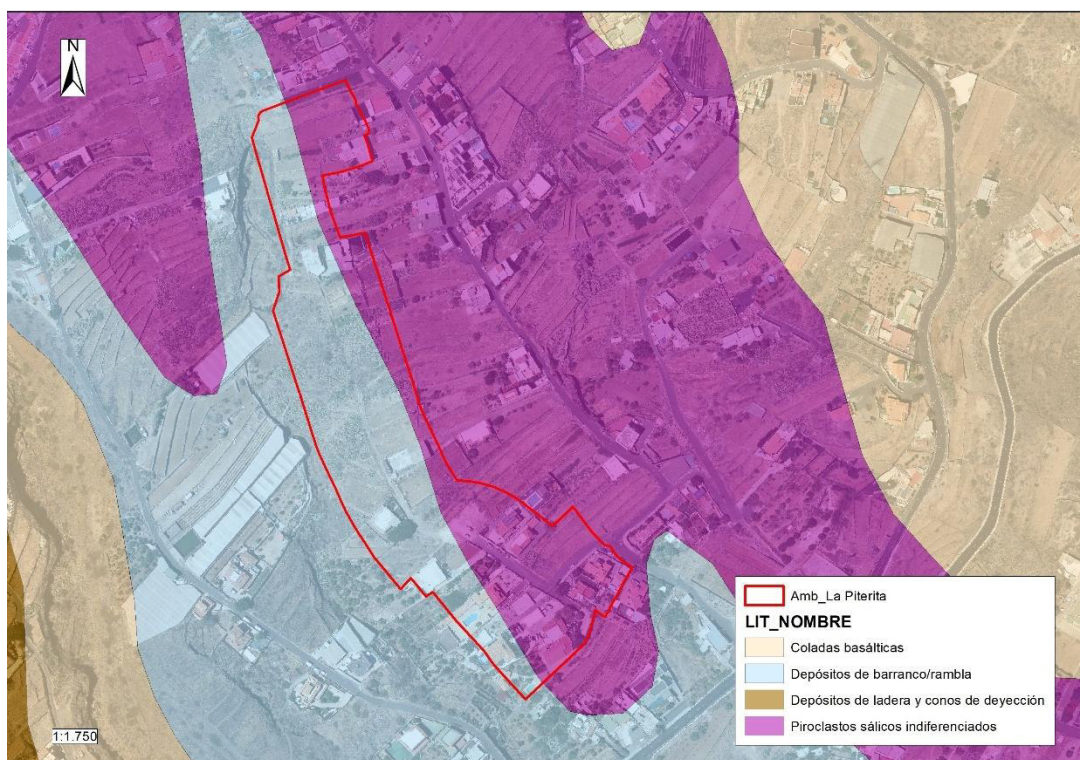 N
1:1.750
Amb_La Piterita
LIT_NOMBRE
Coladas basálticas
Depósitos de barranco/rambla
Depósitos de ladera y conos de deyección
Piroclastos sálicos indiferenciados